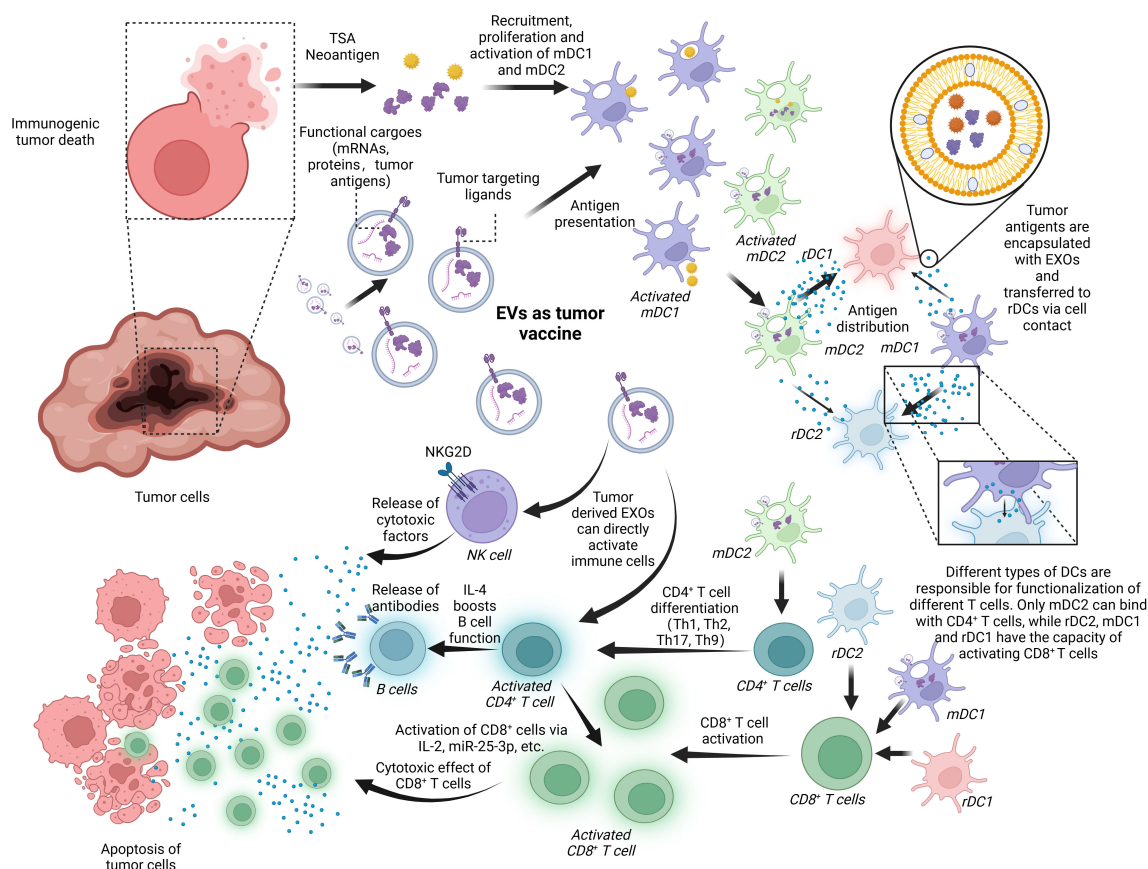 Immunogenic
tumor death
TSA
Neoantigen
Recruitment,
proliferation and
activation of mDC1
and mDC2
Functional cargoes
(mRNAs,
proteins, tumor
antigens)
Tumor targeting
ligands
Antigen
presentation
Activated
mDC2
Activated
mDC1
EVs as tumor
vaccine
rDC1
Antigen
distribution
mDC2
mDC1
rDC2
Tumor
antigens are
encapsulated
with EXOs
and
transferred to
rDCs via cell
contact
Tumor cells
NKG2D
NK cell
Release of
cytotoxic
factors
Tumor
derived EXOs
can directly
activate
immune cells
mDC2
Different types of DCs are
responsible for functionalization of
different T cells. Only mDC2 can bind
with CD4⁺ T cells, while rDC2, mDC1
and rDC1 have the capacity of
activating CD8⁺ T cells
Release of
antibodies
IL-4
boosts
B cell
function
CD4⁺ T cell
differentiation
(Th1, Th2,
Th17, Th9)
rDC2
B cells
Activated
CD4⁺ T cell
CD4⁺ T cells
mDC1
Activation of CD8⁺ cells via
IL-2, miR-25-3p, etc.
CD8⁺ T cell
activation
Cytotoxic effect of
CD8⁺ T cells
CD8⁺ T cells
rDC1
Activated
CD8⁺ T cell
Apoptosis of
tumor cells